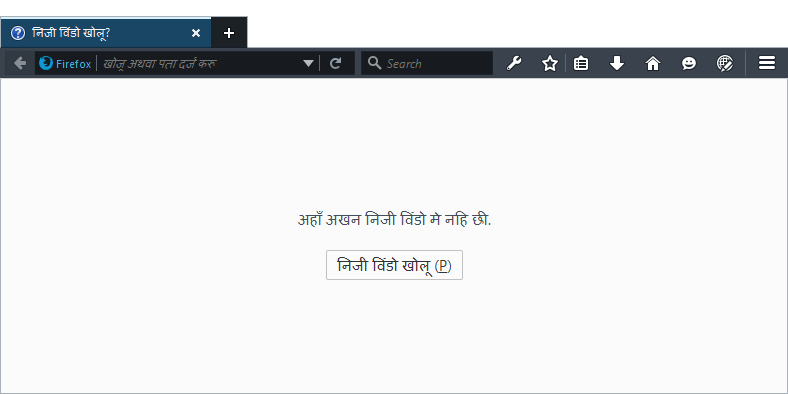 निजी विंडो खोलू?
Firefox खोजू अथवा पता दर्ज करू Search
अहाँ अखन निजी विंडो मे नहि छी.
निजी विंडो खोलू (P)